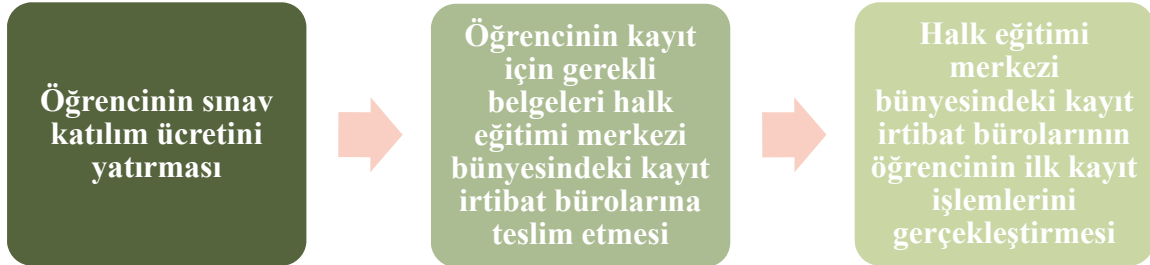 Öğrencinin sınav
katılım ücretini
yatırması
Öğrencinin kayıt
için gerekli
belgeleri halk
eğitimi merkezi
bünyesindeki kayıt
irtibat bürolarına
teslim etmesi
Halk eğitimi
merkezi
bünyesindeki kayıt
irtibat bürolarının
öğrencinin ilk kayıt
işlemlerini
gerçekleştirmesi